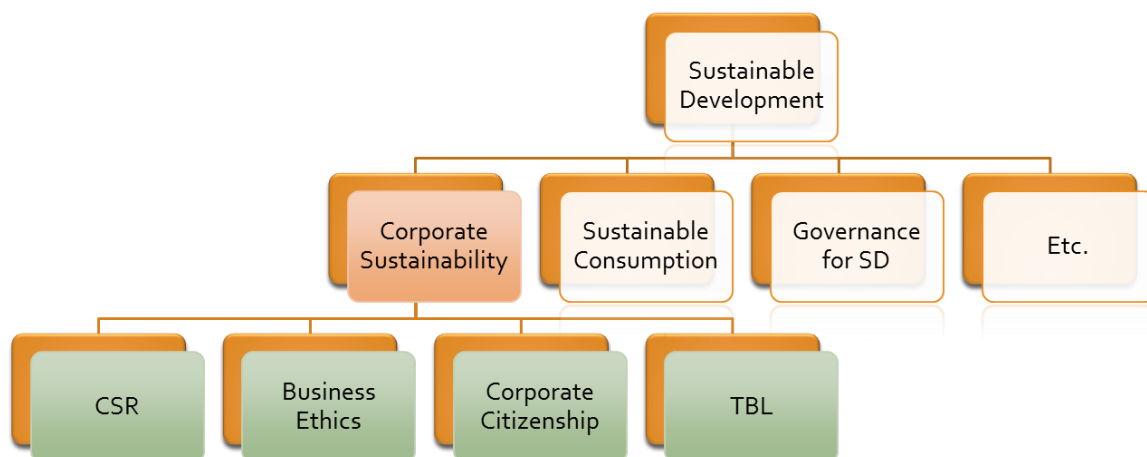 Sustainable
Development
Corporate
Sustainability
Sustainable
Consumption
Governance
for SD
Etc.
CSR
Business
Ethics
Corporate
Citizenship
TBL